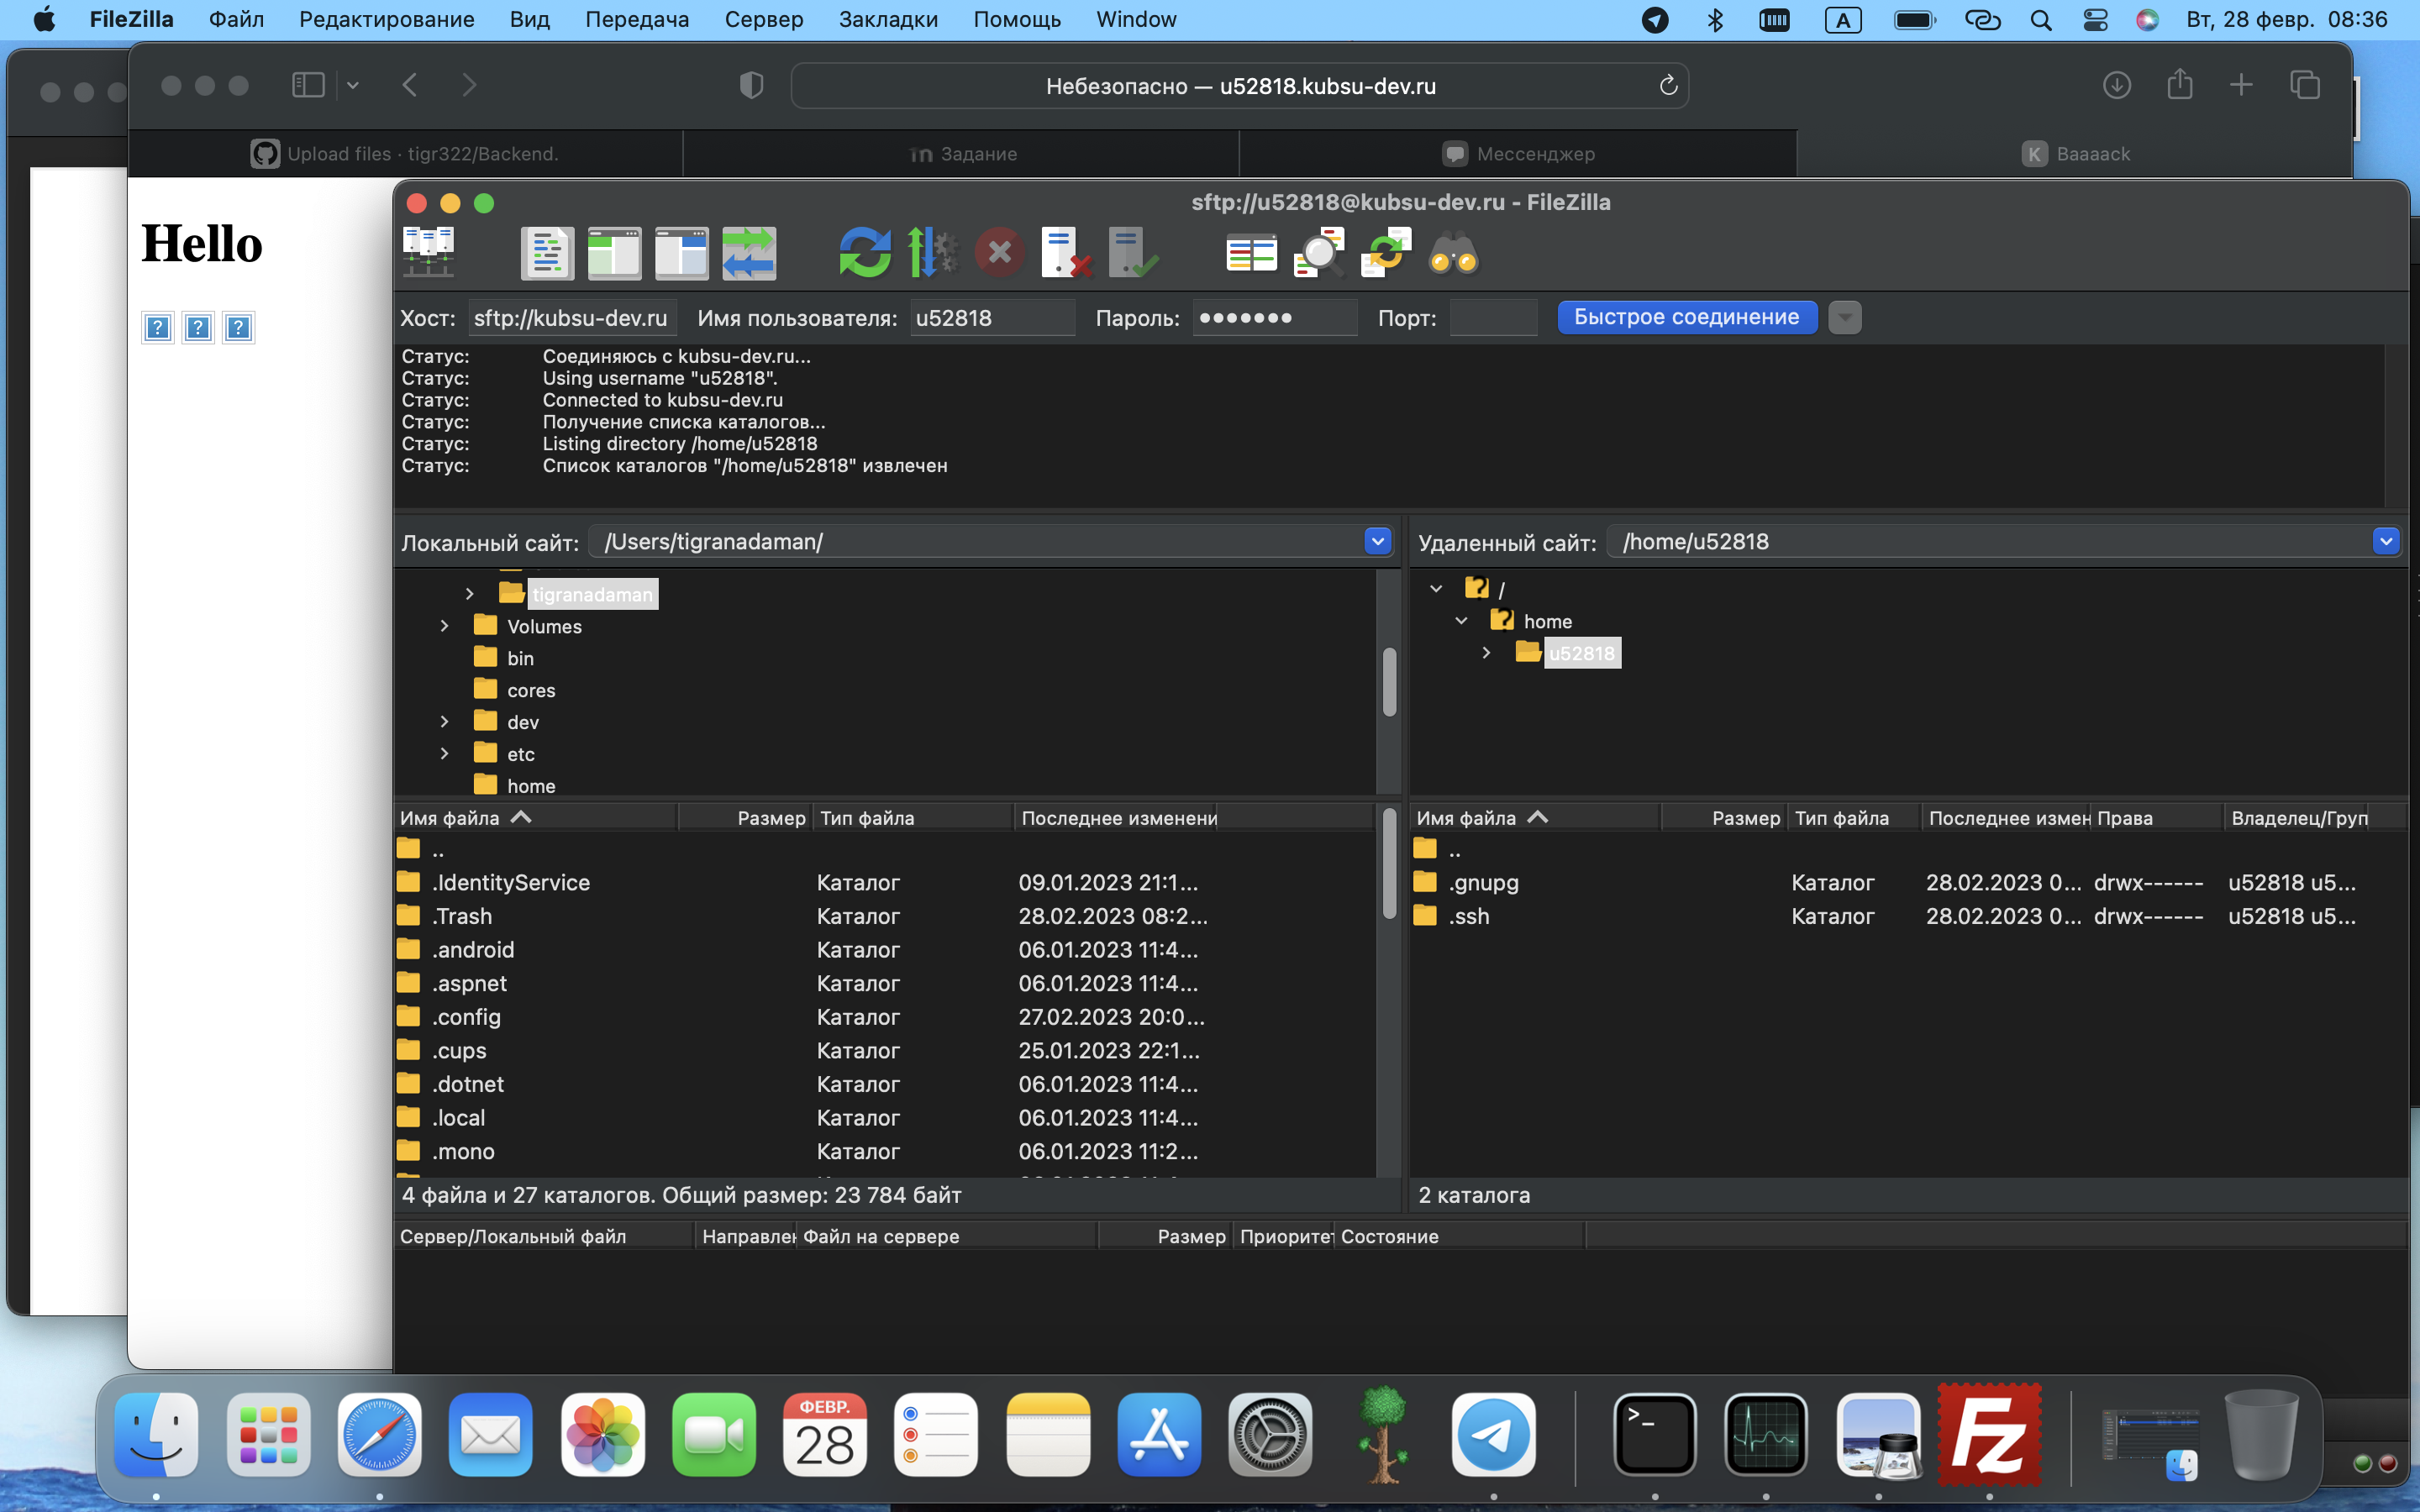 FileZilla Файл Редактирование Вид Передача Сервер Закладки Помощь Window A Вт, 28 февр. 08:36
Небезопасно — u52818.kubsu-dev.ru
Upload files · tigr322/Backend. Задание Мессенджер K Baaaack
Hello
sftp://u52818@kubsu-dev.ru - FileZilla
Хост: sftp://kubsu-dev.ru Имя пользователя: u52818 Пароль: ●●●●●●● Порт: Быстрое соединение
Статус: Соединяюсь с kubsu-dev.ru...
Статус: Using username "u52818".
Статус: Connected to kubsu-dev.ru
Статус: Получение списка каталогов...
Статус: Listing directory /home/u52818
Статус: Список каталогов "/home/u52818" извлечен
Локальный сайт: /Users/tigranadaman/
tigranadaman
Volumes
bin
cores
dev
etc
home
Удаленный сайт: /home/u52818
/
home
u52818
Имя файла Размер Тип файла Последнее изменени
..
.IdentityService Каталог 09.01.2023 21:1...
.Trash Каталог 28.02.2023 08:2...
.android Каталог 06.01.2023 11:4...
.aspnet Каталог 06.01.2023 11:4...
.config Каталог 27.02.2023 20:0...
.cups Каталог 25.01.2023 22:1...
.dotnet Каталог 06.01.2023 11:4...
.local Каталог 06.01.2023 11:4...
.mono Каталог 06.01.2023 11:2...
4 файла и 27 каталогов. Общий размер: 23 784 байт
Имя файла Размер Тип файла Последнее измен Права Владелец/Груп
..
.gnupg Каталог 28.02.2023 0... drwx------ u52818 u5...
.ssh Каталог 28.02.2023 0... drwx------ u52818 u5...
2 каталога
Сервер/Локальный файл Направлен Файл на сервере Размер Приоритет Состояние
ФЕВР.
28
Fz